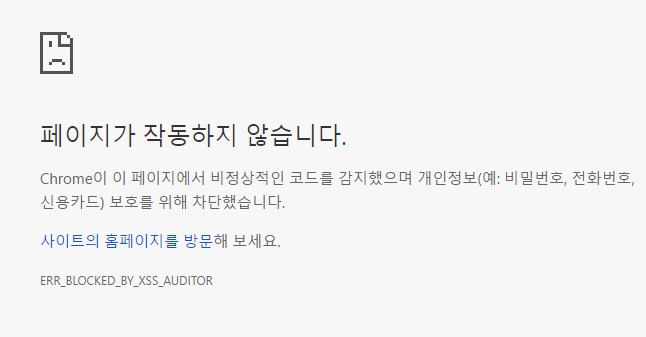 페이지가 작동하지 않습니다.
Chrome이 이 페이지에서 비정상적인 코드를 감지했으며 개인정보(예: 비밀번호, 전화번호,
신용카드) 보호를 위해 차단했습니다.
사이트의 홈페이지를 방문해 보세요.
ERR_BLOCKED_BY_XSS_AUDITOR